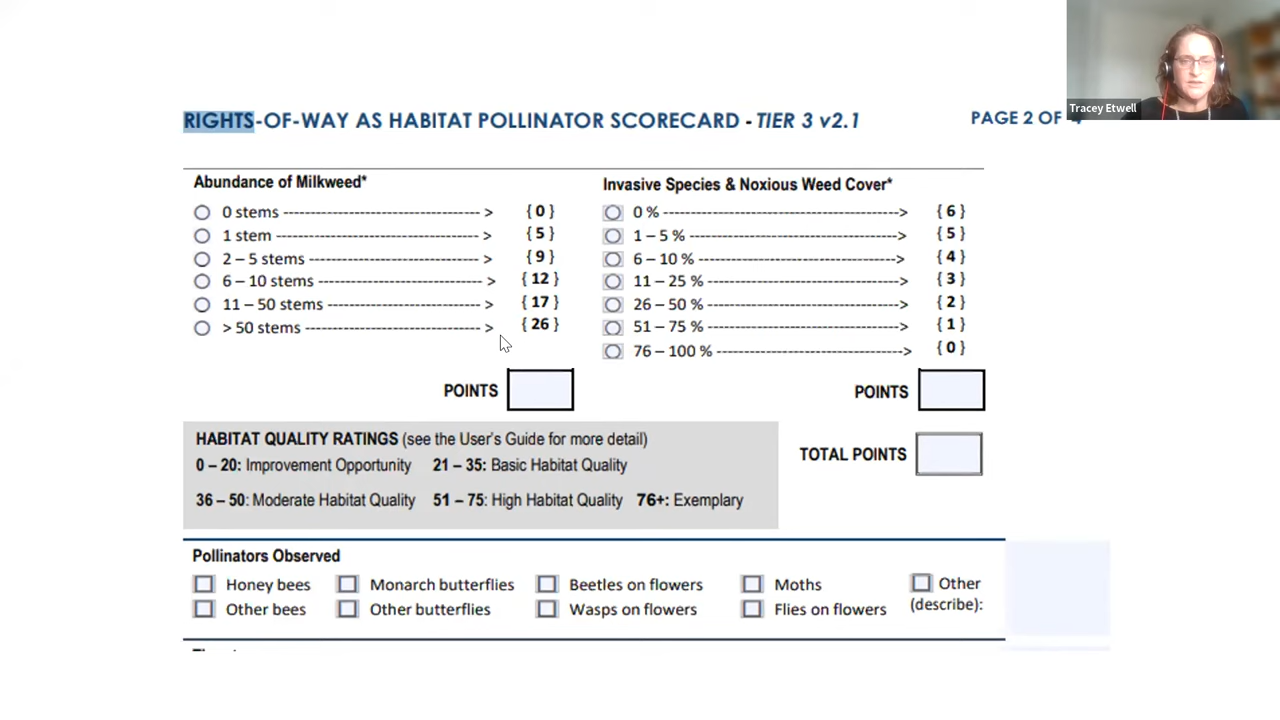 Tracey Etwell
RIGHTS-OF-WAY AS HABITAT POLLINATOR SCORECARD - TIER 3 v2.1
PAGE 2 OF
Abundance of Milkweed*
0 stems ---------------------------------------- > { 0 }
1 stem ------------------------------------------ > { 5 }
2 – 5 stems ----------------------------------- > { 9 }
6 – 10 stems --------------------------------- > { 12 }
11 – 50 stems ------------------------------- > { 17 }
> 50 stems ----------------------------------- > { 26 }
POINTS
Invasive Species & Noxious Weed Cover*
0 % ------------------------------------------------> { 6 }
1 – 5 % -------------------------------------------> { 5 }
6 – 10 % -----------------------------------------> { 4 }
11 – 25 % ---------------------------------------> { 3 }
26 – 50 % ---------------------------------------> { 2 }
51 – 75 % ---------------------------------------> { 1 }
76 – 100 % --------------------------------------> { 0 }
POINTS
HABITAT QUALITY RATINGS (see the User's Guide for more detail)
0 – 20: Improvement Opportunity 21 – 35: Basic Habitat Quality
36 – 50: Moderate Habitat Quality 51 – 75: High Habitat Quality 76+: Exemplary
TOTAL POINTS
Pollinators Observed
Honey bees Monarch butterflies Beetles on flowers Moths Other
Other bees Other butterflies Wasps on flowers Flies on flowers (describe):